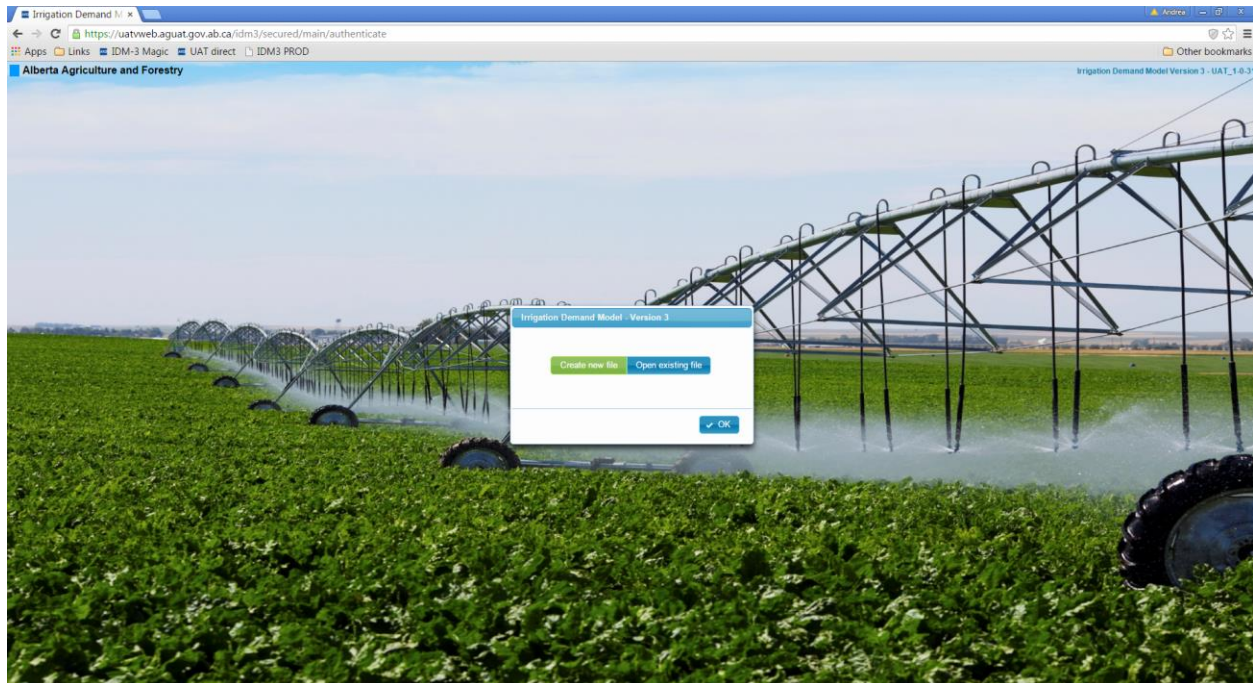 Irrigation Demand M
Andrea
https://uatvweb.aguat.gov.ab.ca/idm3/secured/main/authenticate
Apps Links IDM-3 Magic UAT direct IDM3 PROD Other bookmarks
Alberta Agriculture and Forestry
Irrigation Demand Model Version 3 - UAT_1-0-31
Irrigation Demand Model - Version 3
Create new file Open existing file
OK